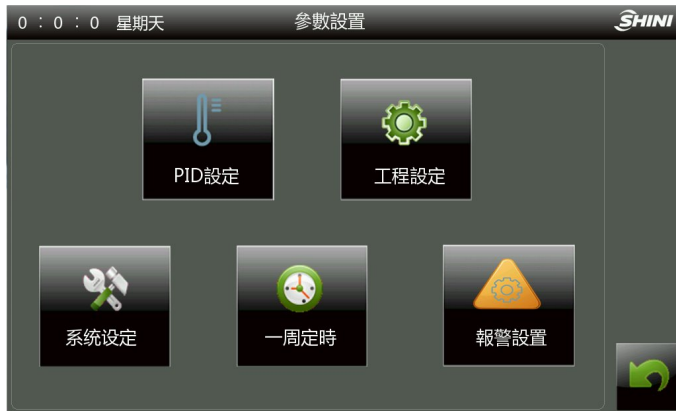 0 : 0 : 0 星期天
參數設置
SHINI
PID設定
工程設定
系统设定
一周定時
報警設置